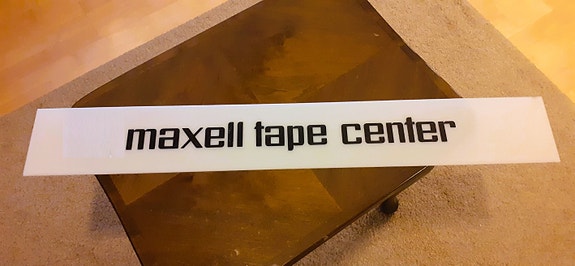 maxell tape center